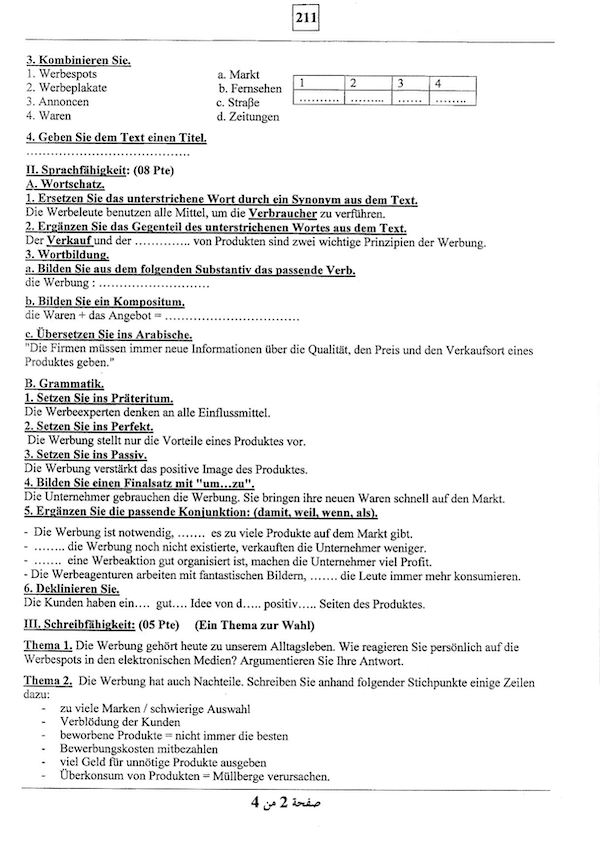 211
3. Kombinieren Sie.
1. Werbespots a. Markt
2. Werbeplakate b. Fernsehen
3. Annoncen c. Straße
4. Waren d. Zeitungen
1 2 3 4
.......... ......... ...... ........
4. Geben Sie dem Text einen Titel.
.....................................
II. Sprachfähigkeit: (08 Pte)
A. Wortschatz.
1. Ersetzen Sie das unterstrichene Wort durch ein Synonym aus dem Text.
Die Werbeleute benutzen alle Mittel, um die Verbraucher zu verführen.
2. Ergänzen Sie das Gegenteil des unterstrichenen Wortes aus dem Text.
Der Verkauf und der .............. von Produkten sind zwei wichtige Prinzipien der Werbung.
3. Wortbildung.
a. Bilden Sie aus dem folgenden Substantiv das passende Verb.
die Werbung : .........................
b. Bilden Sie ein Kompositum.
die Waren + das Angebot = ..............................
c. Übersetzen Sie ins Arabische.
"Die Firmen müssen immer neue Informationen über die Qualität, den Preis und den Verkaufsort eines
Produktes geben."
B. Grammatik.
1. Setzen Sie ins Präteritum.
Die Werbeexperten denken an alle Einflussmittel.
2. Setzen Sie ins Perfekt.
Die Werbung stellt nur die Vorteile eines Produktes vor.
3. Setzen Sie ins Passiv.
Die Werbung verstärkt das positive Image des Produktes.
4. Bilden Sie einen Finalsatz mit "um...zu".
Die Unternehmer gebrauchen die Werbung. Sie bringen ihre neuen Waren schnell auf den Markt.
5. Ergänzen Sie die passende Konjunktion: (damit, weil, wenn, als).
- Die Werbung ist notwendig, ....... es zu viele Produkte auf dem Markt gibt.
- ........ die Werbung noch nicht existierte, verkauften die Unternehmer weniger.
- ....... eine Werbeaktion gut organisiert ist, machen die Unternehmer viel Profit.
- Die Werbeagenturen arbeiten mit fantastischen Bildern, ....... die Leute immer mehr konsumieren.
6. Deklinieren Sie.
Die Kunden haben ein.... gut.... Idee von d..... positiv..... Seiten des Produktes.
III. Schreibfähigkeit: (05 Pte) (Ein Thema zur Wahl)
Thema 1. Die Werbung gehört heute zu unserem Alltagsleben. Wie reagieren Sie persönlich auf die
Werbespots in den elektronischen Medien? Argumentieren Sie Ihre Antwort.
Thema 2. Die Werbung hat auch Nachteile. Schreiben Sie anhand folgender Stichpunkte einige Zeilen
dazu:
- zu viele Marken / schwierige Auswahl
- Verblödung der Kunden
- beworbene Produkte = nicht immer die besten
- Bewerbungskosten mitbezahlen
- viel Geld für unnötige Produkte ausgeben
- Überkonsum von Produkten = Müllberge verursachen.
صفحة 2 من 4